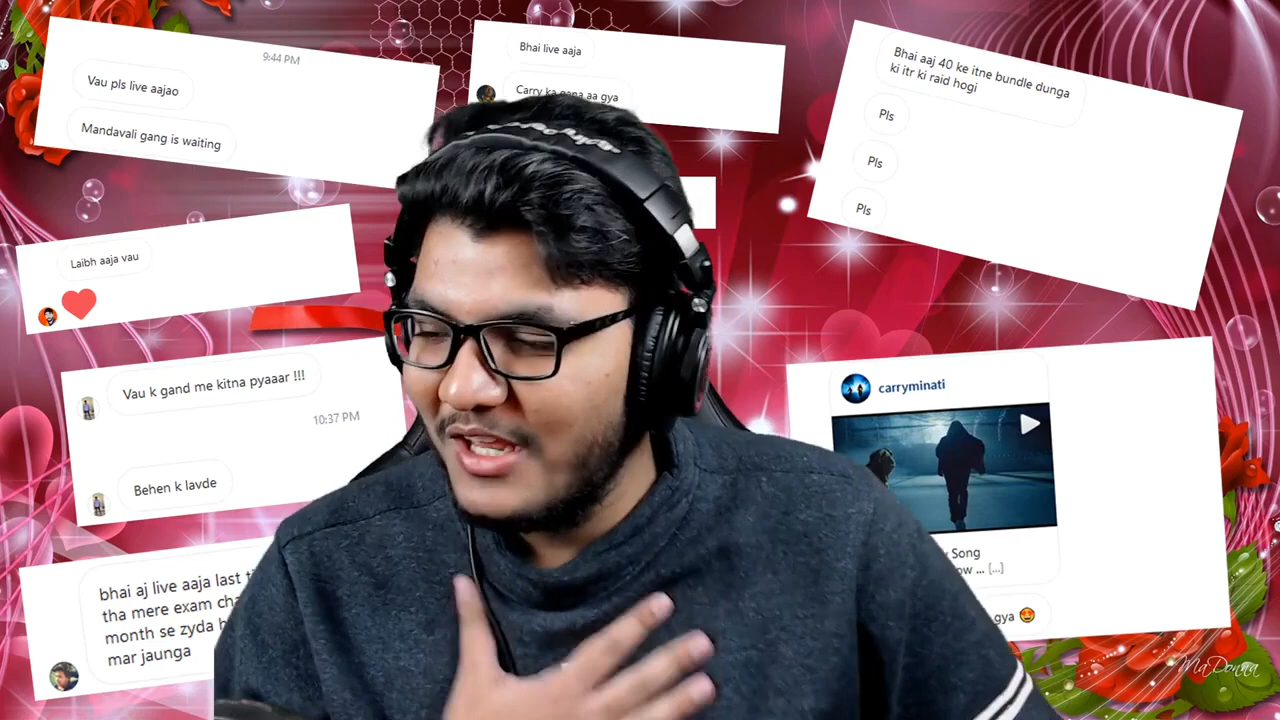 9:44 PM
Vau pls live aajao
Mandavali gang is waiting
Bhai live aaja
Carry ka gana aa gya
Bhai aaj 40 ke itne bundle dunga
ki itr ki raid hogi
Pls
Pls
Pls
Laibh aaja vau
Vau k gand me kitna pyaaar !!!
10:37 PM
Behen k lavde
bhai aj live aaja last
tha mere exam
month se zyda
mar jaunga
carryminati
Song
[...]
gya 😍
MaDonna